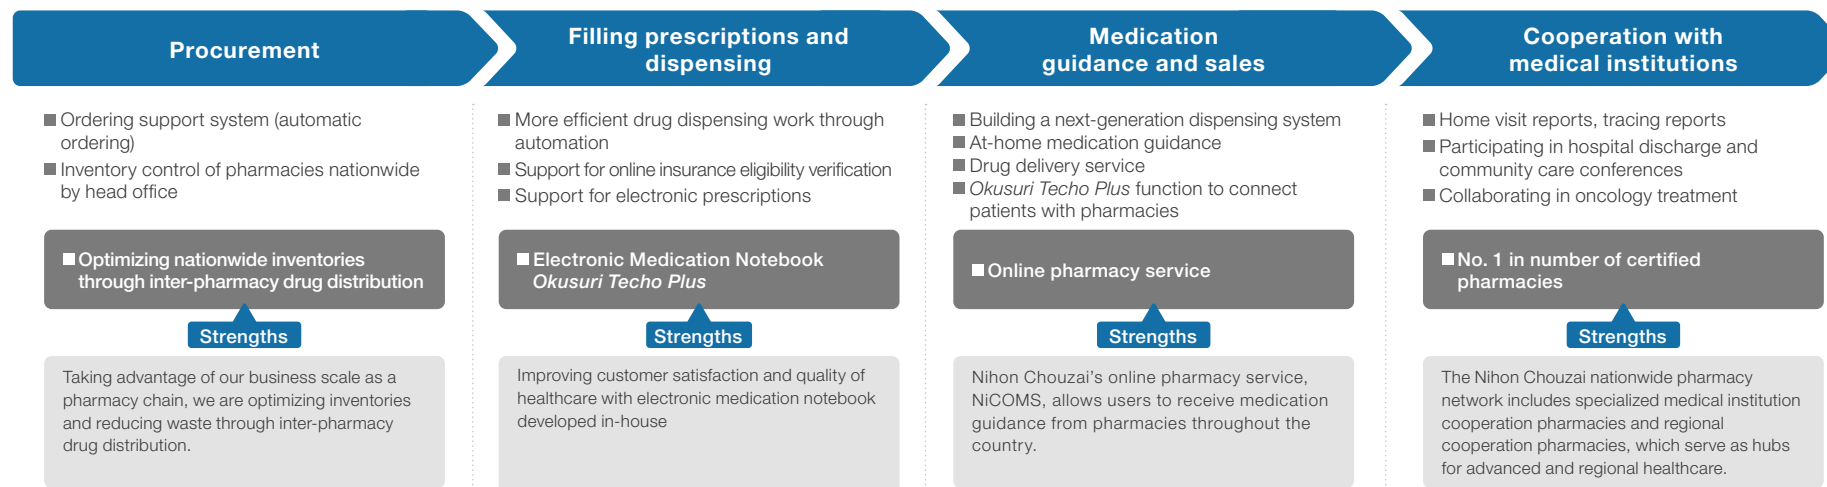 Procurement
Ordering support system (automatic
ordering)
Inventory control of pharmacies nationwide
by head office
Optimizing nationwide inventories
through inter-pharmacy drug distribution
Strengths
Taking advantage of our business scale as a
pharmacy chain, we are optimizing inventories
and reducing waste through inter-pharmacy
drug distribution.
Filling prescriptions and
dispensing
More efficient drug dispensing work through
automation
Support for online insurance eligibility verification
Support for electronic prescriptions
Electronic Medication Notebook
Okusuri Techo Plus
Strengths
Improving customer satisfaction and quality of
healthcare with electronic medication notebook
developed in-house
Medication
guidance and sales
Building a next-generation dispensing system
At-home medication guidance
Drug delivery service
Okusuri Techo Plus function to connect
patients with pharmacies
Online pharmacy service
Strengths
Nihon Chouzai's online pharmacy service,
NiCOMS, allows users to receive medication
guidance from pharmacies throughout the
country.
Cooperation with
medical institutions
Home visit reports, tracing reports
Participating in hospital discharge and
community care conferences
Collaborating in oncology treatment
No. 1 in number of certified
pharmacies
Strengths
The Nihon Chouzai nationwide pharmacy
network includes specialized medical institution
cooperation pharmacies and regional
cooperation pharmacies, which serve as hubs
for advanced and regional healthcare.